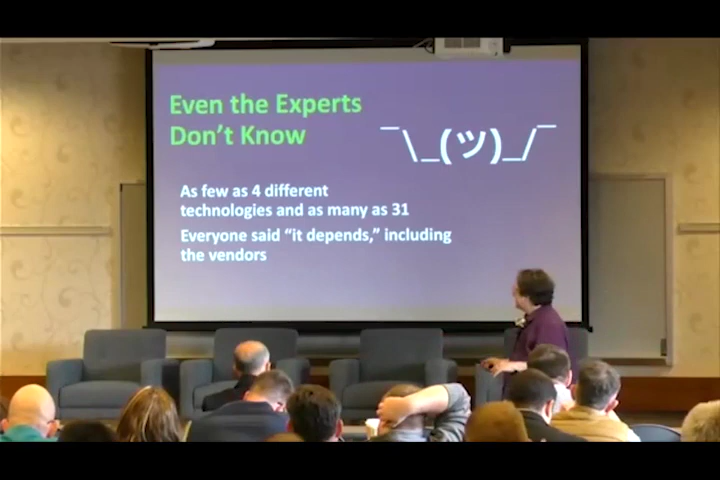 Even the Experts
Don't Know
¯\_(ツ)_/¯
As few as 4 different
technologies and as many as 31
Everyone said “it depends,” including
the vendors